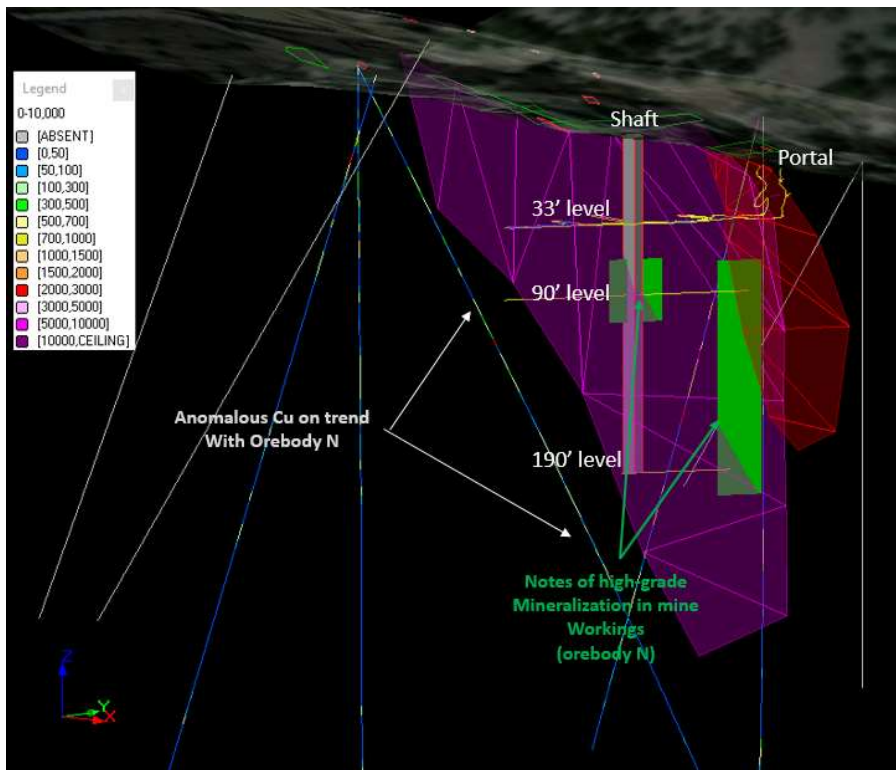 Legend
0-10,000
[ABSENT]
[0,50]
[50,100]
[100,300]
[300,500]
[500,700]
[700,1000]
[1000,1500]
[1500,2000]
[2000,3000]
[3000,5000]
[5000,10000]
[10000,CEILING]
Shaft
Portal
33’ level
90’ level
Anomalous Cu on trend
With Orebody N
190’ level
Notes of high-grade
Mineralization in mine
Workings
(orebody N)
Z
Y
X